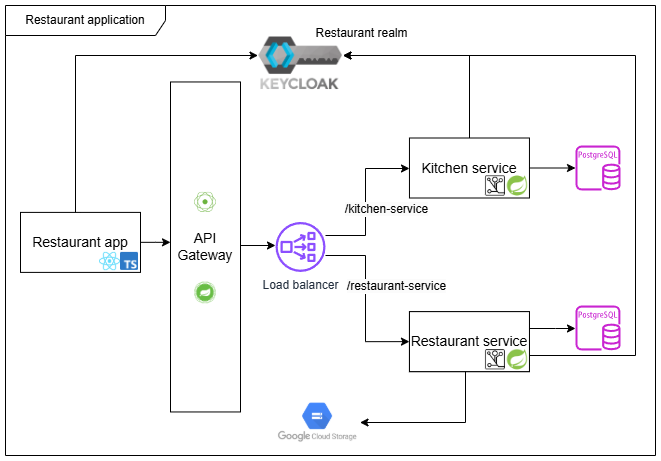 Restaurant application
Restaurant realm
KEYCLOAK
PostgreSQL
Kitchen service
/kitchen-service
API
Gateway
Restaurant app
TS
Load balancer
/restaurant-service
PostgreSQL
Restaurant service
Google Cloud Storage